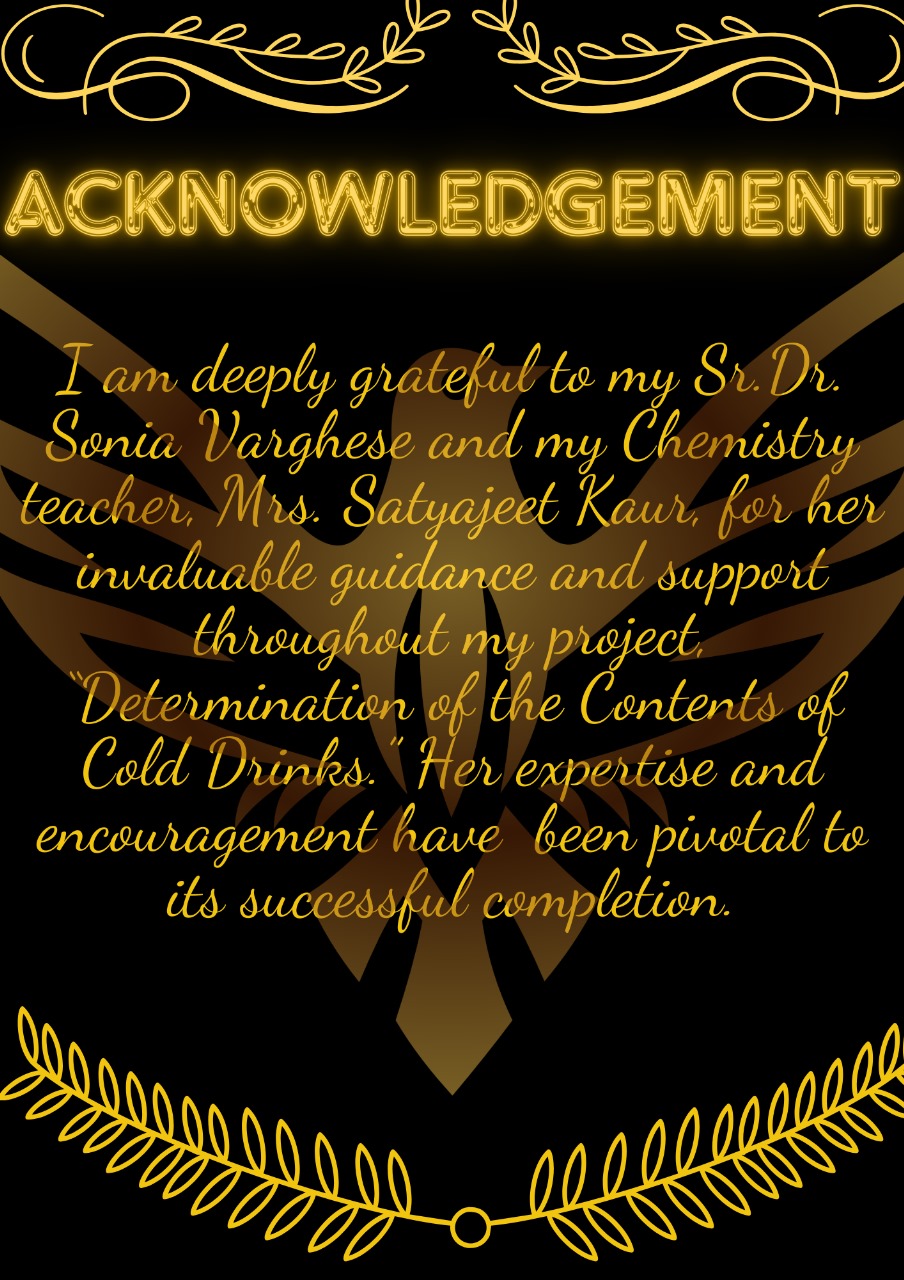 ACKNOWLEDGEMENT
I am deeply grateful to my Sr.Dr.
Sonia Varghese and my Chemistry
teacher, Mrs. Satyajeet Kaur, for her
invaluable guidance and support
throughout my project,
“Determination of the Contents of
Cold Drinks.” Her expertise and
encouragement have  been pivotal to
its successful completion.